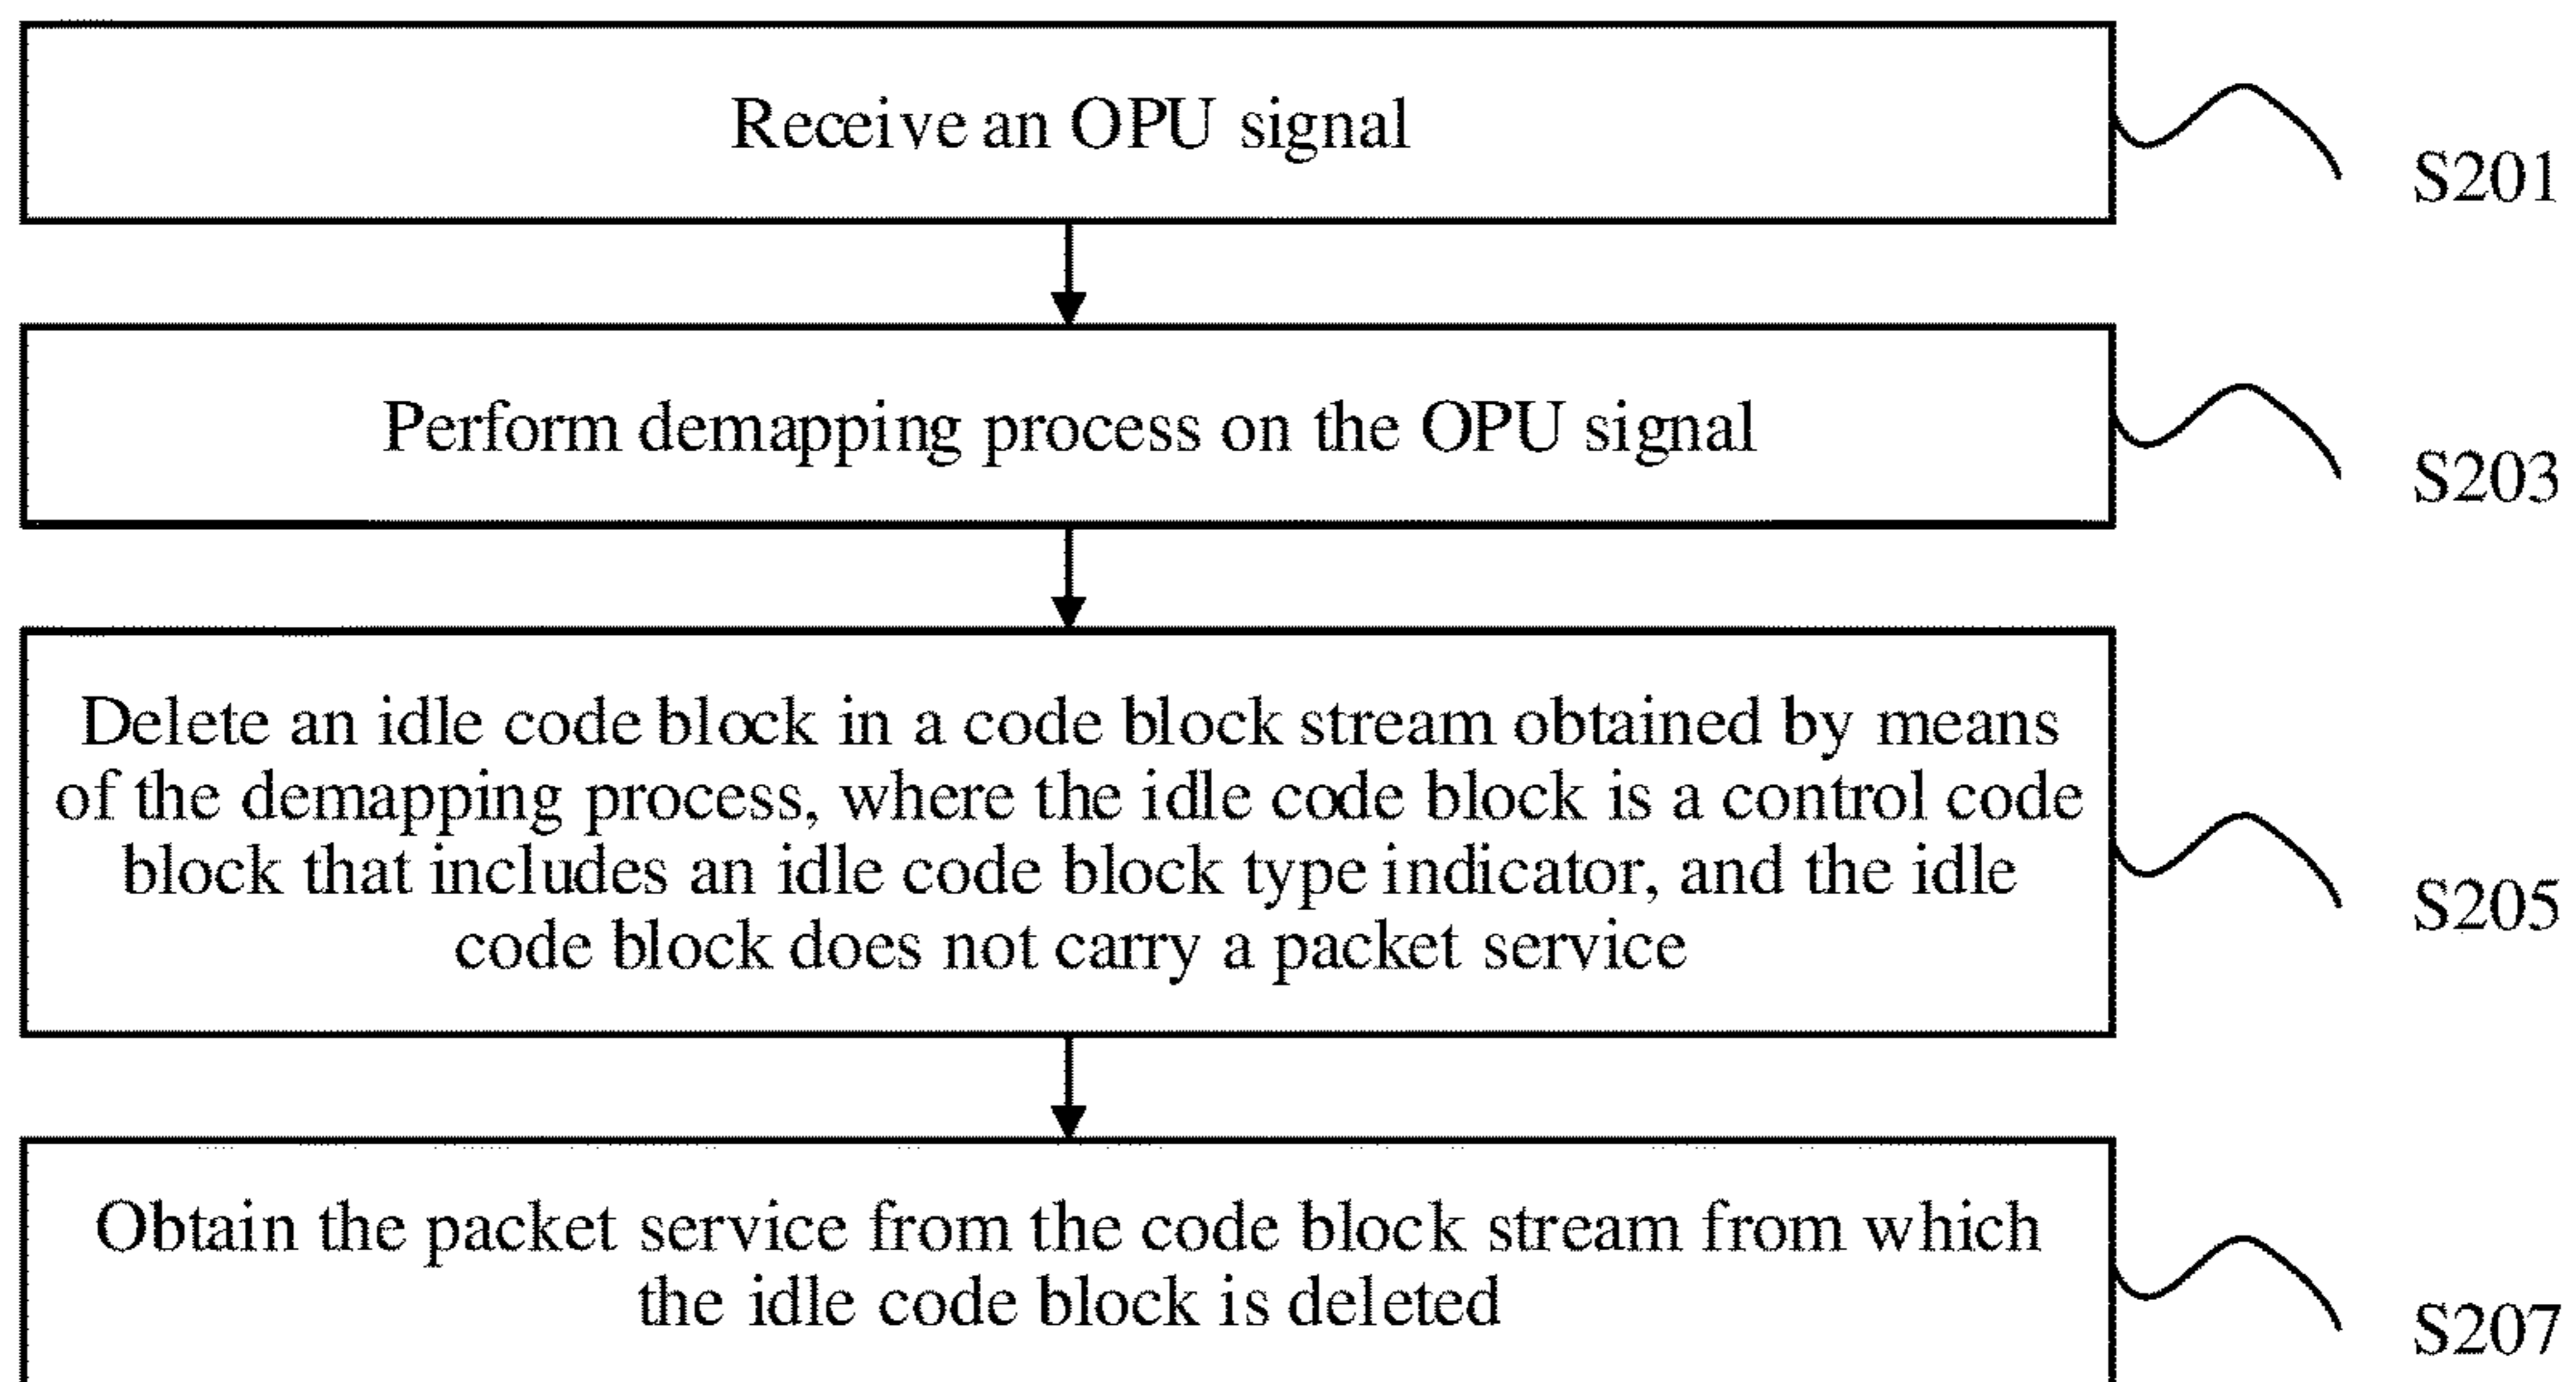 Receive an OPU signal
S201
Perform demapping process on the OPU signal
S203
Delete an idle code block in a code block stream obtained by means
of the demapping process, where the idle code block is a control code
block that includes an idle code block type indicator, and the idle
code block does not carry a packet service
S205
Obtain the packet service from the code block stream from which
the idle code block is deleted
S207